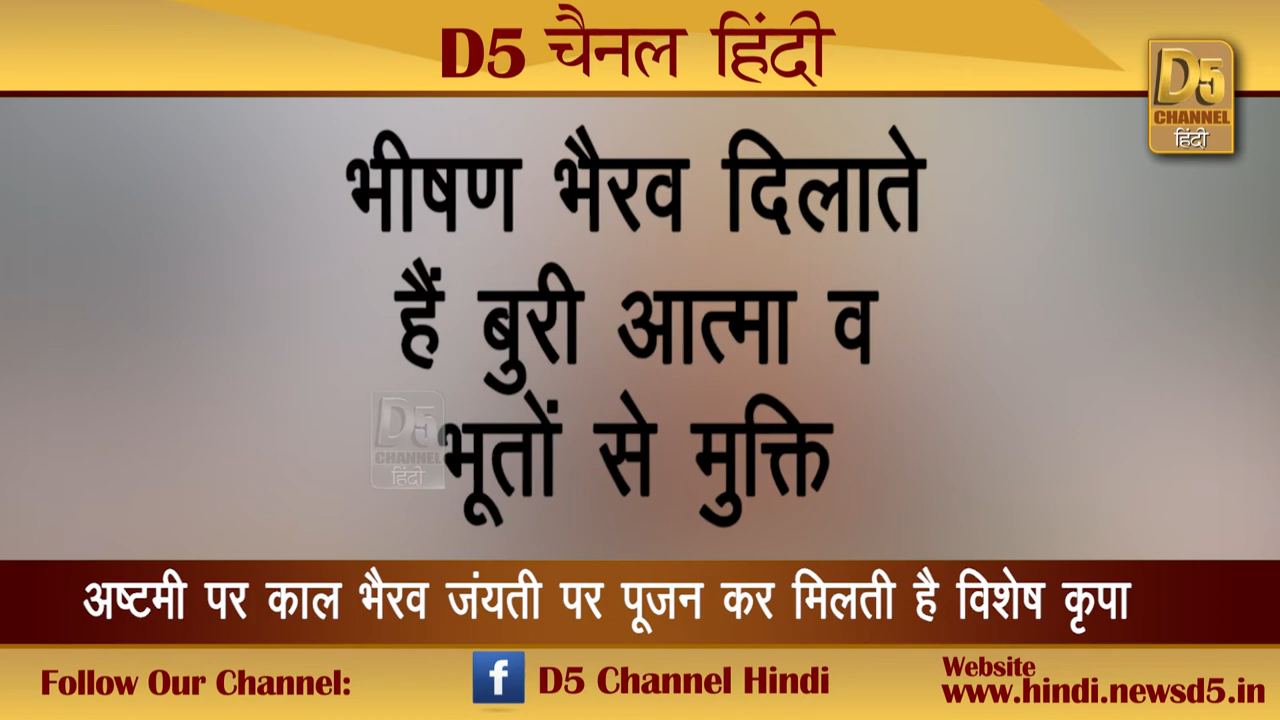 D5 चैनल हिंदी
D5
CHANNEL
हिंदी
भीषण भैरव दिलाते
हैं बुरी आत्मा व
भूतों से मुक्ति
D5
CHANNEL
हिंदी
अष्टमी पर काल भैरव जंयती पर पूजन कर मिलती है विशेष कृपा
Follow Our Channel:
f D5 Channel Hindi
Website
www.hindi.newsd5.in